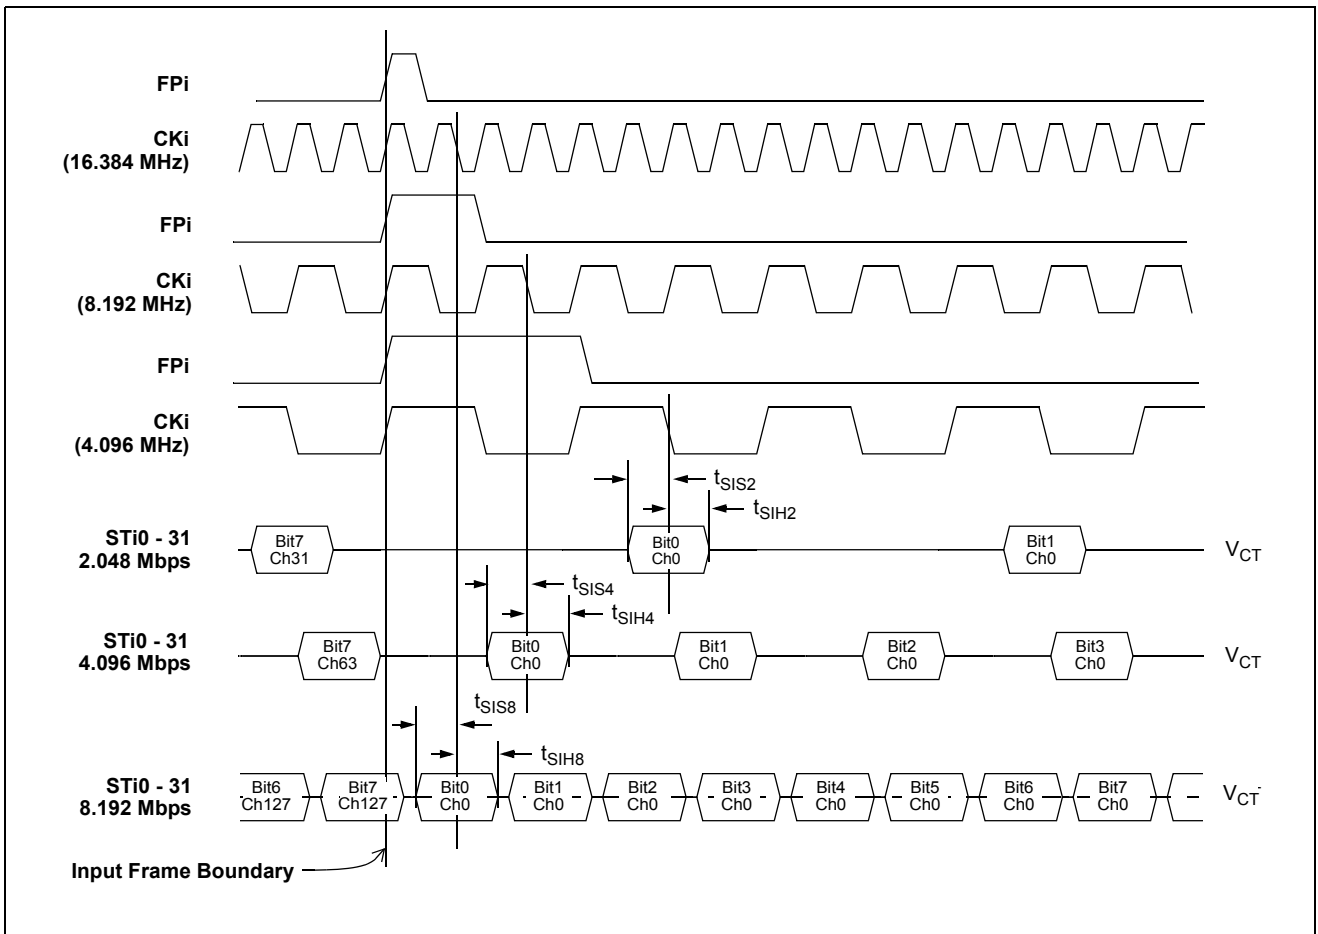 FPi
CKi
(16.384 MHz)
FPi
CKi
(8.192 MHz)
FPi
CKi
(4.096 MHz)
tSIS2
tSIH2
STi0 - 31
2.048 Mbps
Bit7
Ch31
Bit0
Ch0
Bit1
Ch0
VCT
tSIS4
tSIH4
STi0 - 31
4.096 Mbps
Bit7
Ch63
Bit0
Ch0
Bit1
Ch0
Bit2
Ch0
Bit3
Ch0
VCT
tSIS8
tSIH8
STi0 - 31
8.192 Mbps
Bit6
Ch127
Bit7
Ch127
Bit0
Ch0
Bit1
Ch0
Bit2
Ch0
Bit3
Ch0
Bit4
Ch0
Bit5
Ch0
Bit6
Ch0
Bit7
Ch0
VCT
Input Frame Boundary